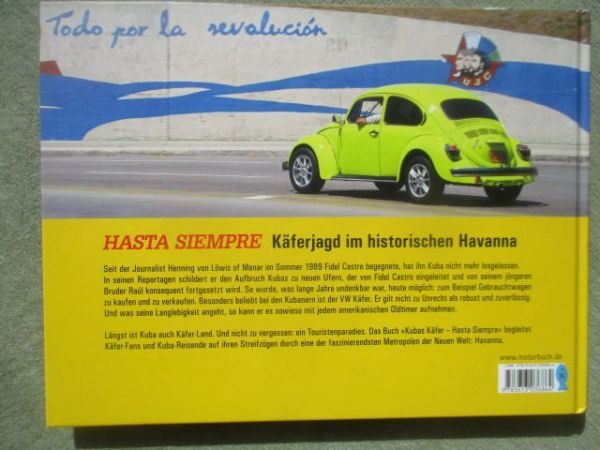 Todo por la revolución
UJC
HASTA SIEMPRE Käferjagd im historischen Havanna
Seit der Journalist Henning von Löwis of Menar im Sommer 1989 Fidel Castro begegnete, hat ihn Kuba nicht mehr losgelassen.
In seinen Reportagen schildert er den Aufbruch Kubas zu neuen Ufern, der von Fidel Castro eingeleitet und von seinem jüngeren
Bruder Raúl konsequent fortgesetzt wird. So wurde, was lange Jahre undenkbar war, heute möglich: zum Beispiel Gebrauchtwagen
zu kaufen und zu verkaufen. Besonders beliebt bei den Kubanern ist der VW Käfer. Er gilt nicht zu Unrecht als robust und zuverlässig.
Und was seine Langlebigkeit angeht, so kann er es sowieso mit jedem amerikanischen Oldtimer aufnehmen.
Längst ist Kuba auch Käfer-Land. Und nicht zu vergessen: ein Touristenparadies. Das Buch »Kubas Käfer – Hasta Siempre« begleitet
Käfer-Fans und Kuba-Reisende auf ihren Streifzügen durch eine der faszinierendsten Metropolen der Neuen Welt: Havanna.
www.motorbuch.de